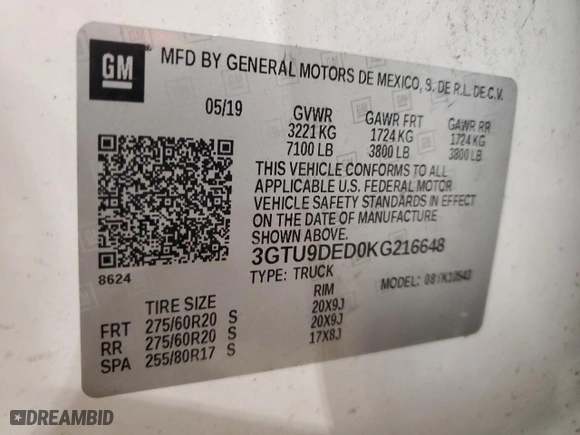 GM
MFD BY GENERAL MOTORS DE MEXICO, S. DE R.L. DE C.V.
05/19 GVWR GAWR FRT GAWR RR
3221 KG 1724 KG 1724 KG
7100 LB 3800 LB 3800 LB
THIS VEHICLE CONFORMS TO ALL
APPLICABLE U.S. FEDERAL MOTOR
VEHICLE SAFETY STANDARDS IN EFFECT
ON THE DATE OF MANUFACTURE
SHOWN ABOVE.
3GTU9DED0KG216648
8624 TYPE: TRUCK MODEL:
TIRE SIZE RIM
FRT 275/60R20 S 20X9J
RR 275/60R20 S 20X9J
SPA 255/80R17 S 17X8J
DREAMBID